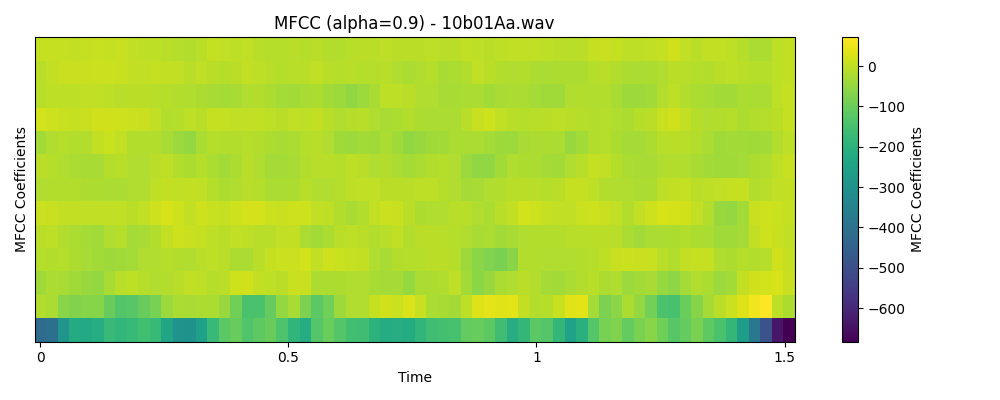 MFCC (alpha=0.9) - 10b01Aa.wav
MFCC Coefficients
0
0.5
1
1.5
Time
0
−100
−200
−300
−400
−500
−600
MFCC Coefficients